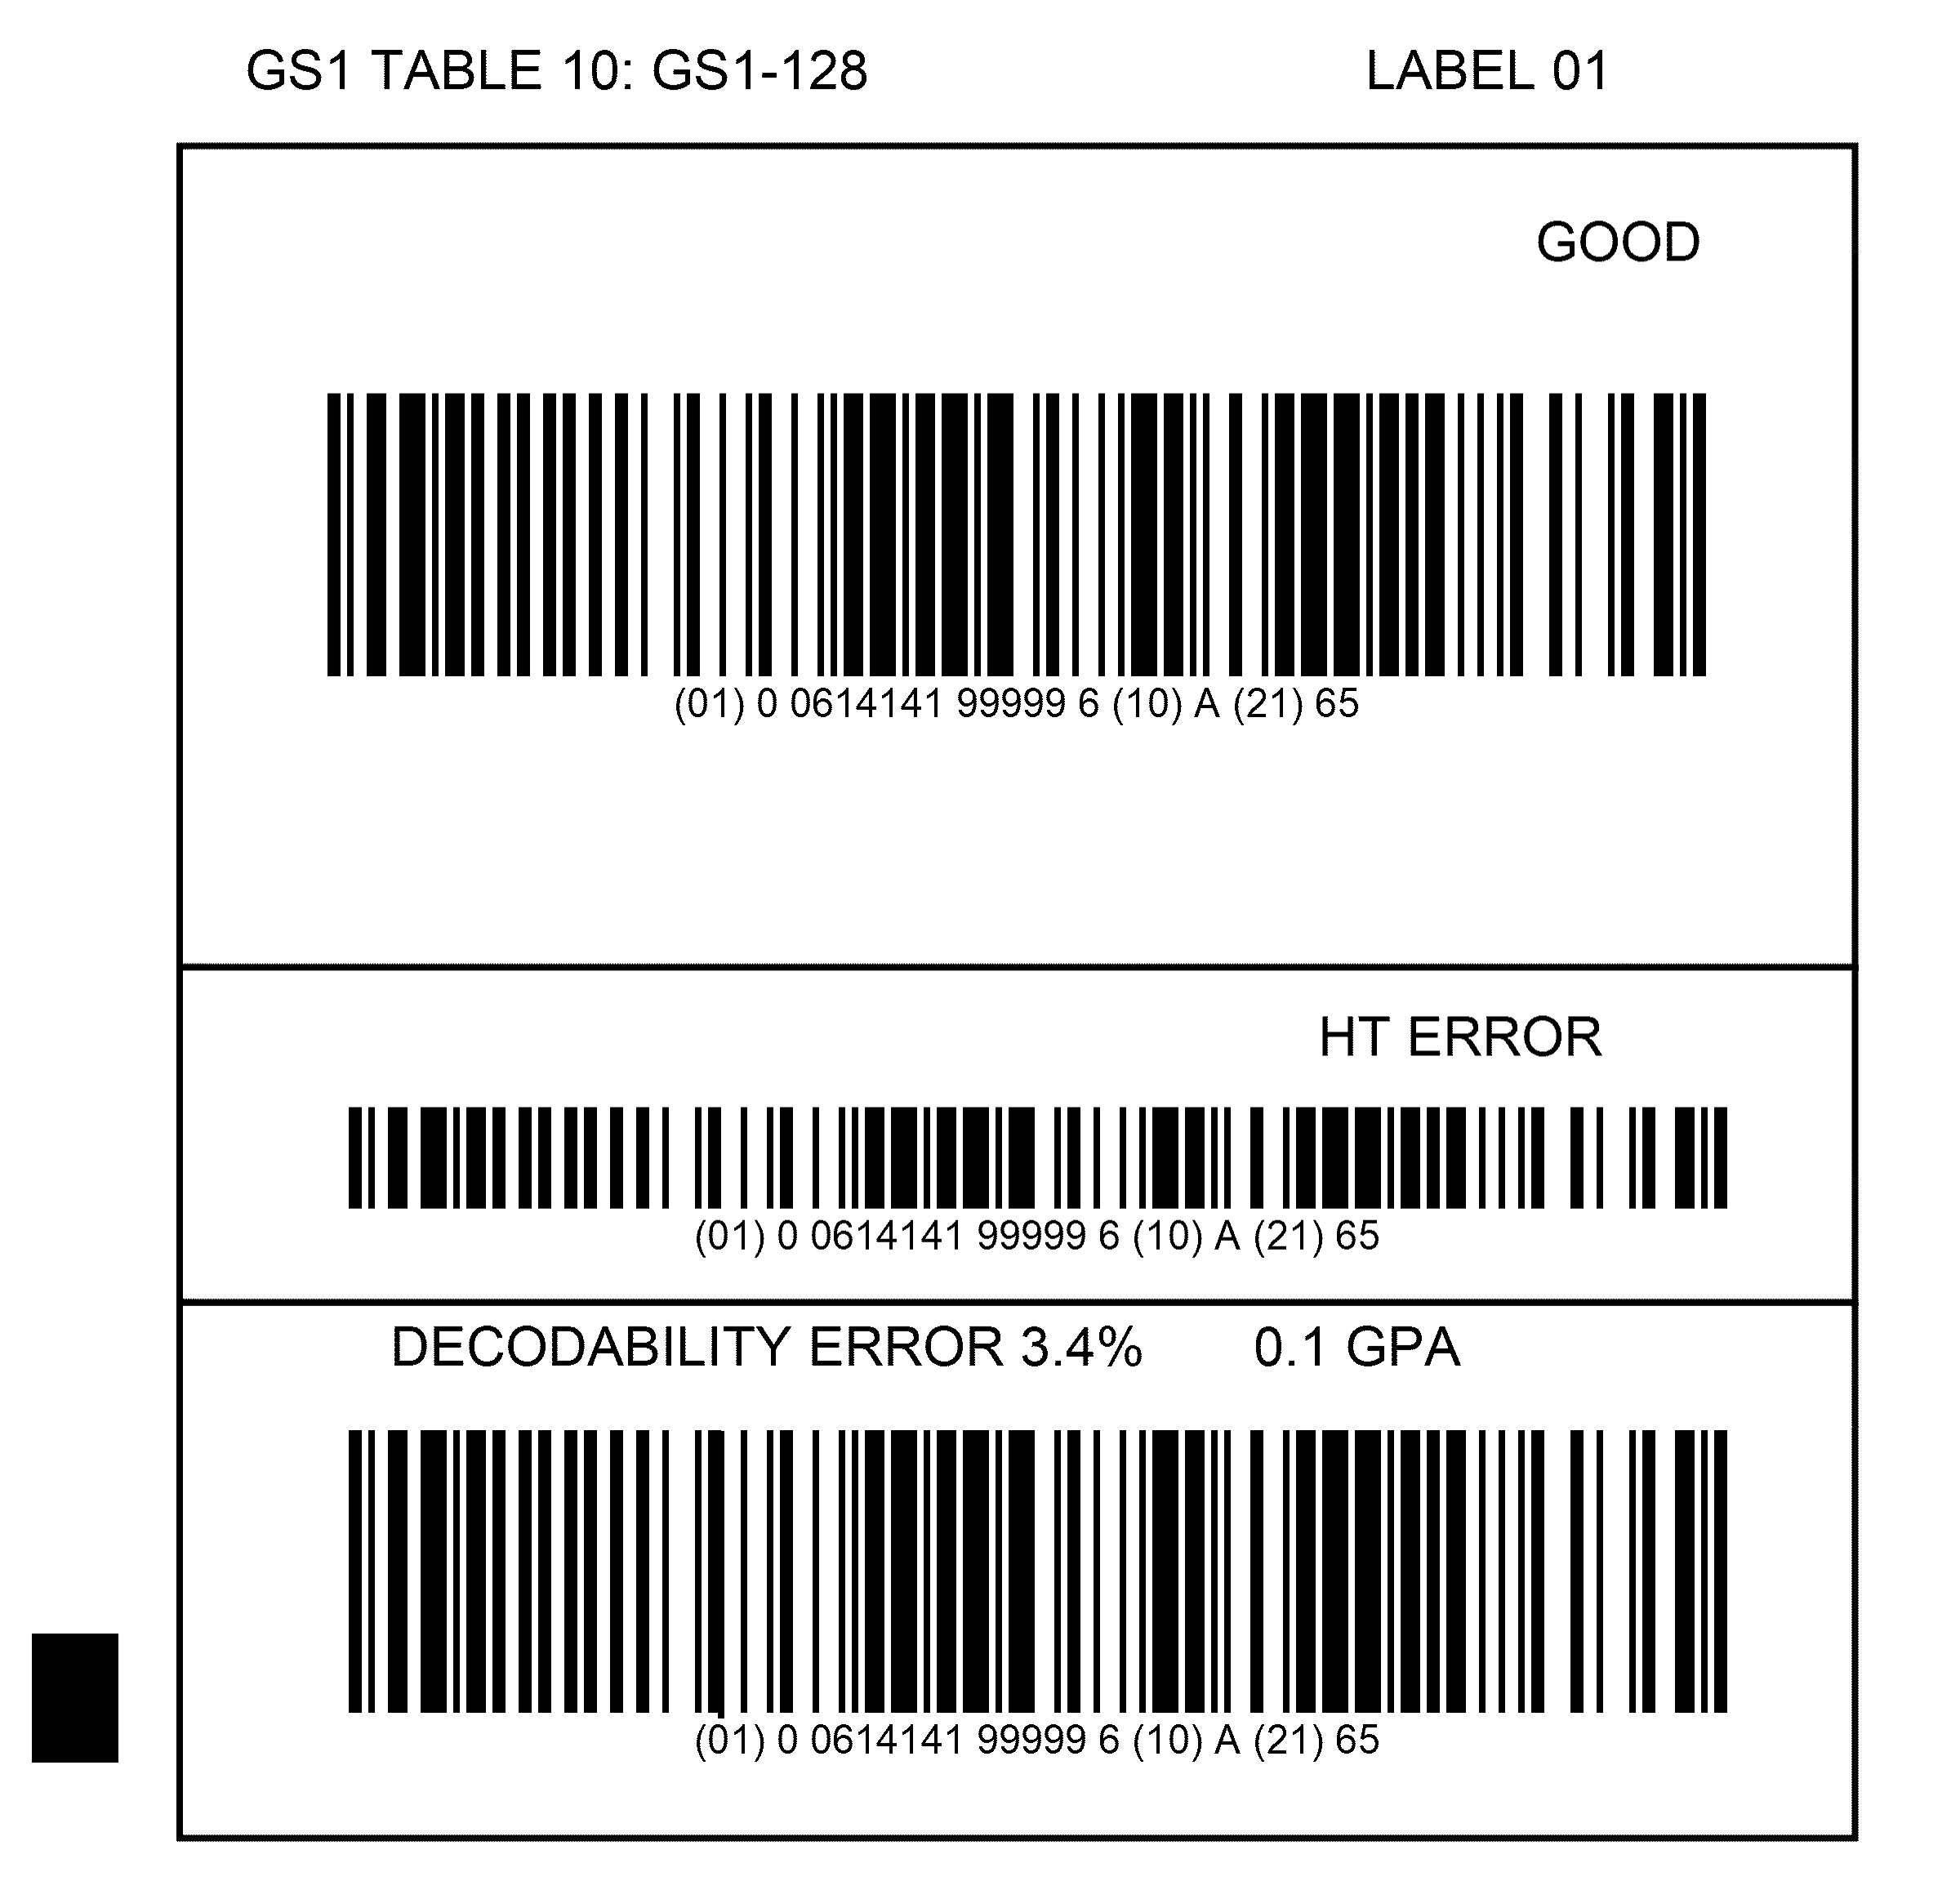 GS1 TABLE 10: GS1-128 LABEL 01
GOOD
(01) 0 0614141 99999 6 (10) A (21) 65
HT ERROR
(01) 0 0614141 99999 6 (10) A (21) 65
DECODABILITY ERROR 3.4% 0.1 GPA
(01) 0 0614141 99999 6 (10) A (21) 65